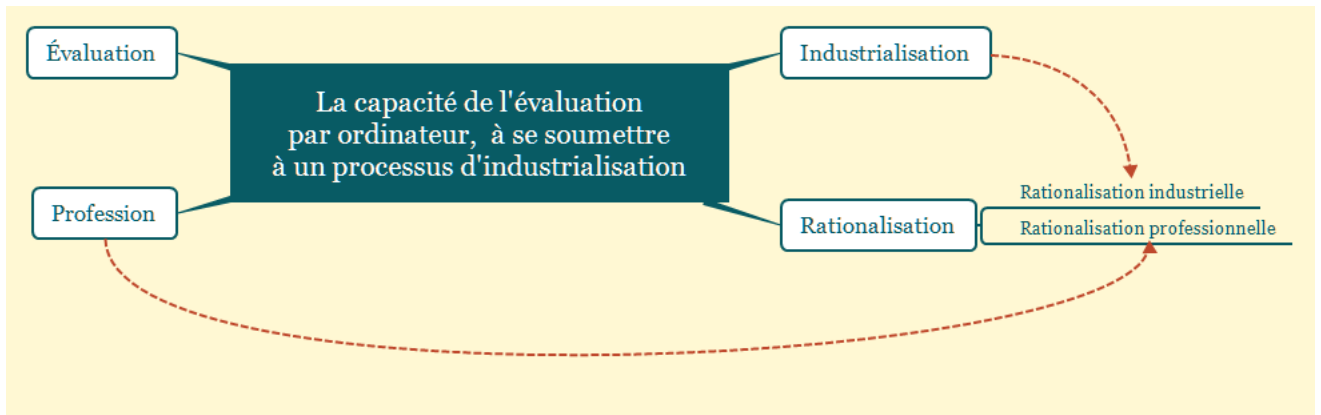 Évaluation
Industrialisation
La capacité de l'évaluation
par ordinateur,  à se soumettre
à un processus d'industrialisation
Profession
Rationalisation
Rationalisation industrielle
Rationalisation professionnelle